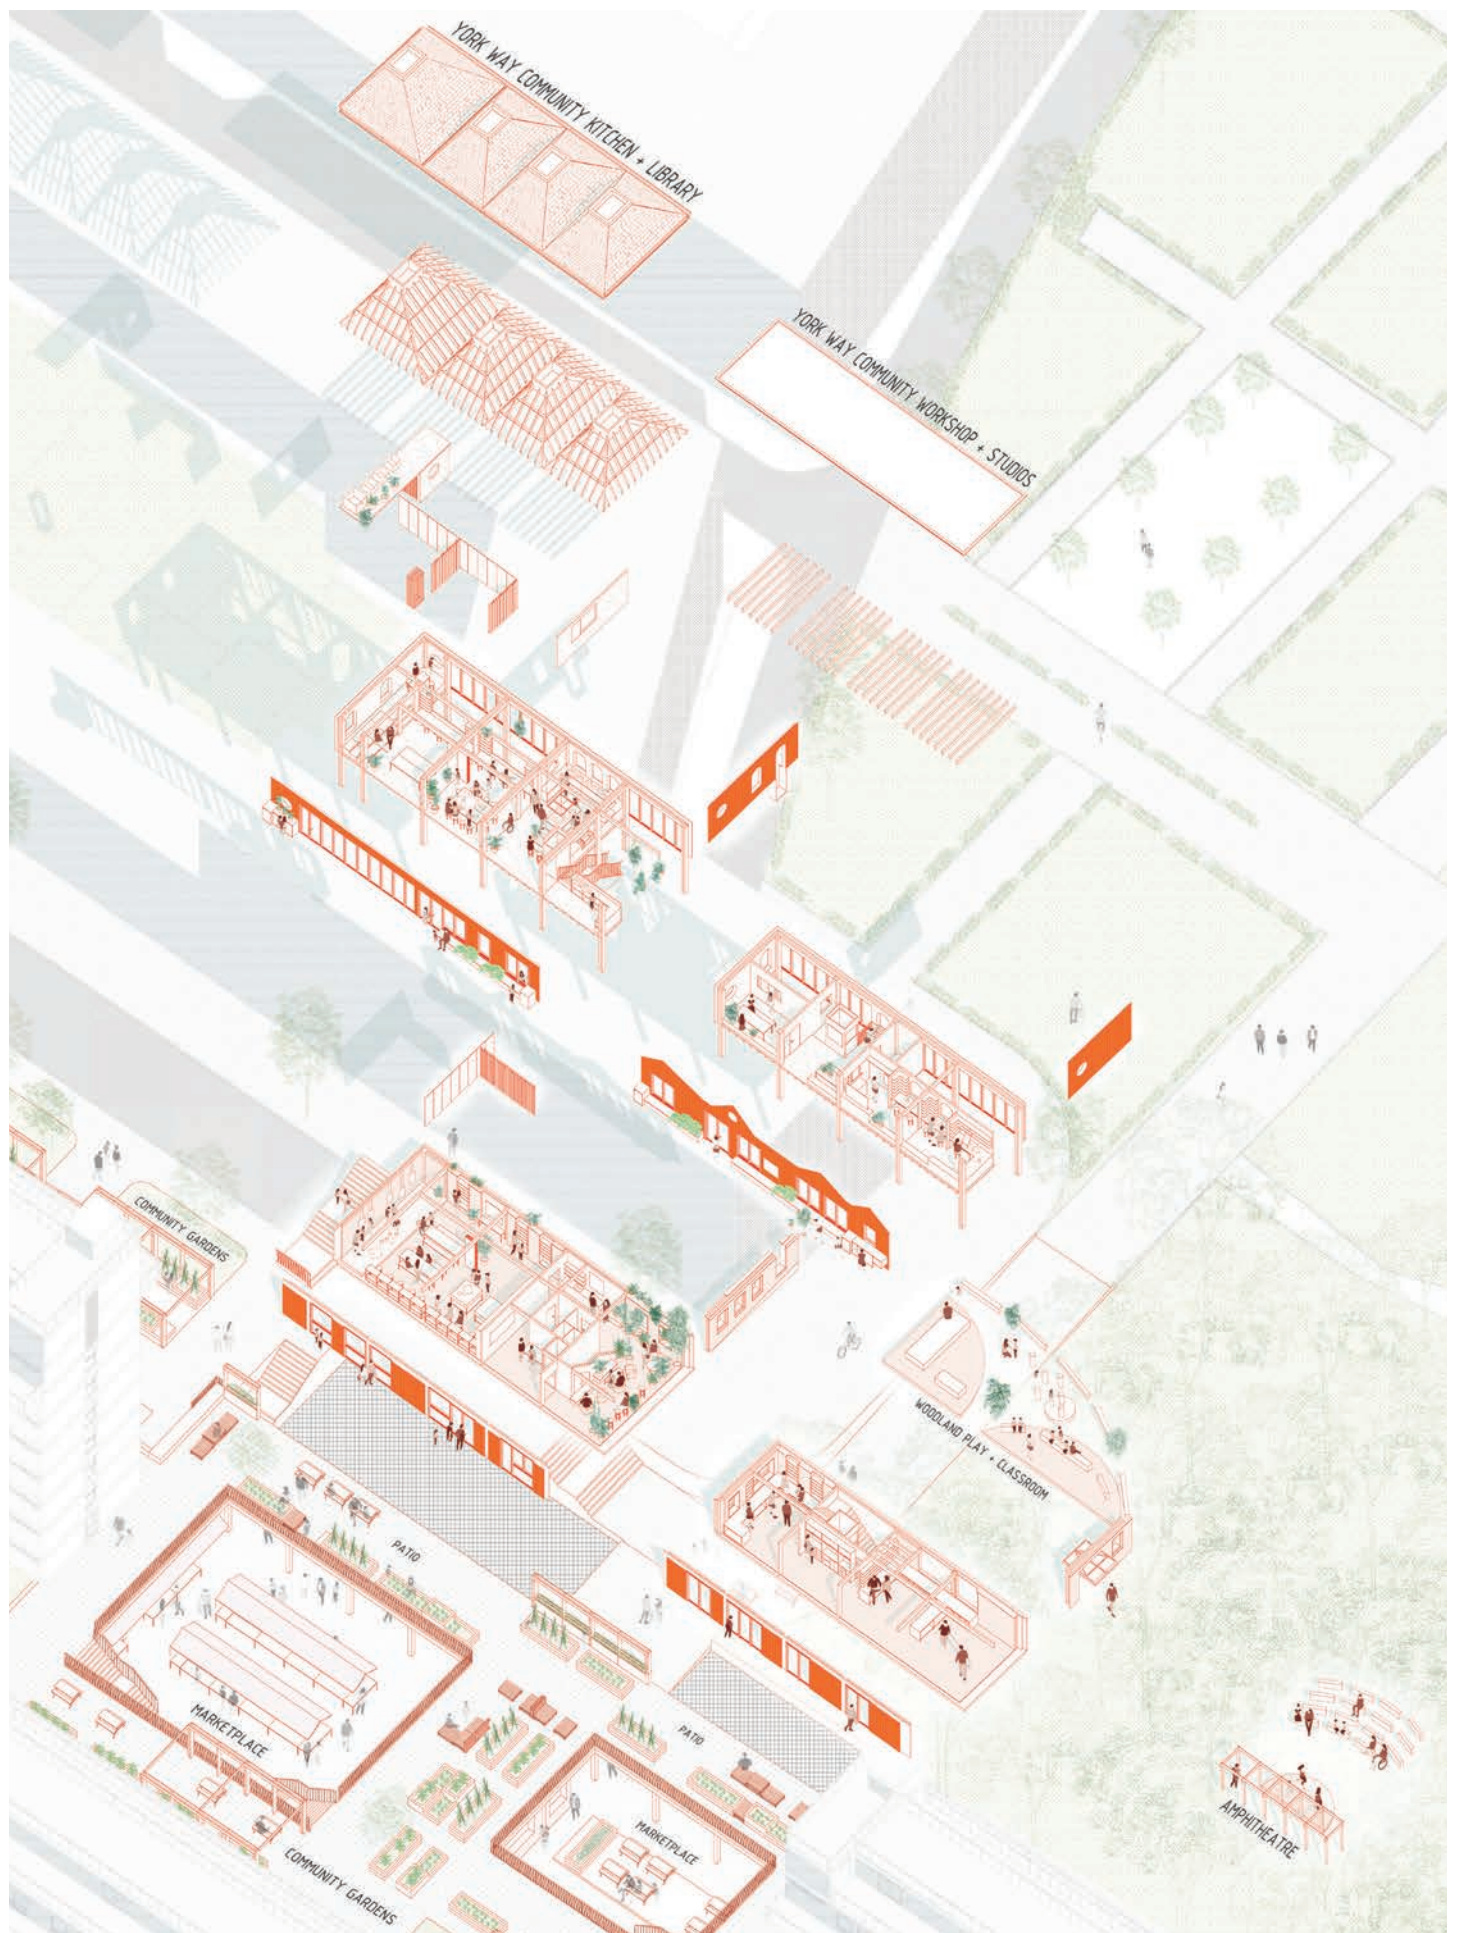 YORK WAY COMMUNITY KITCHEN + LIBRARY
YORK WAY COMMUNITY WORKSHOP + STUDIOS
COMMUNITY GARDENS
WOODLAND PLAY + CLASSROOM
PATIO
MARKETPLACE
PATIO
MARKETPLACE
AMPHITHEATRE
COMMUNITY GARDENS